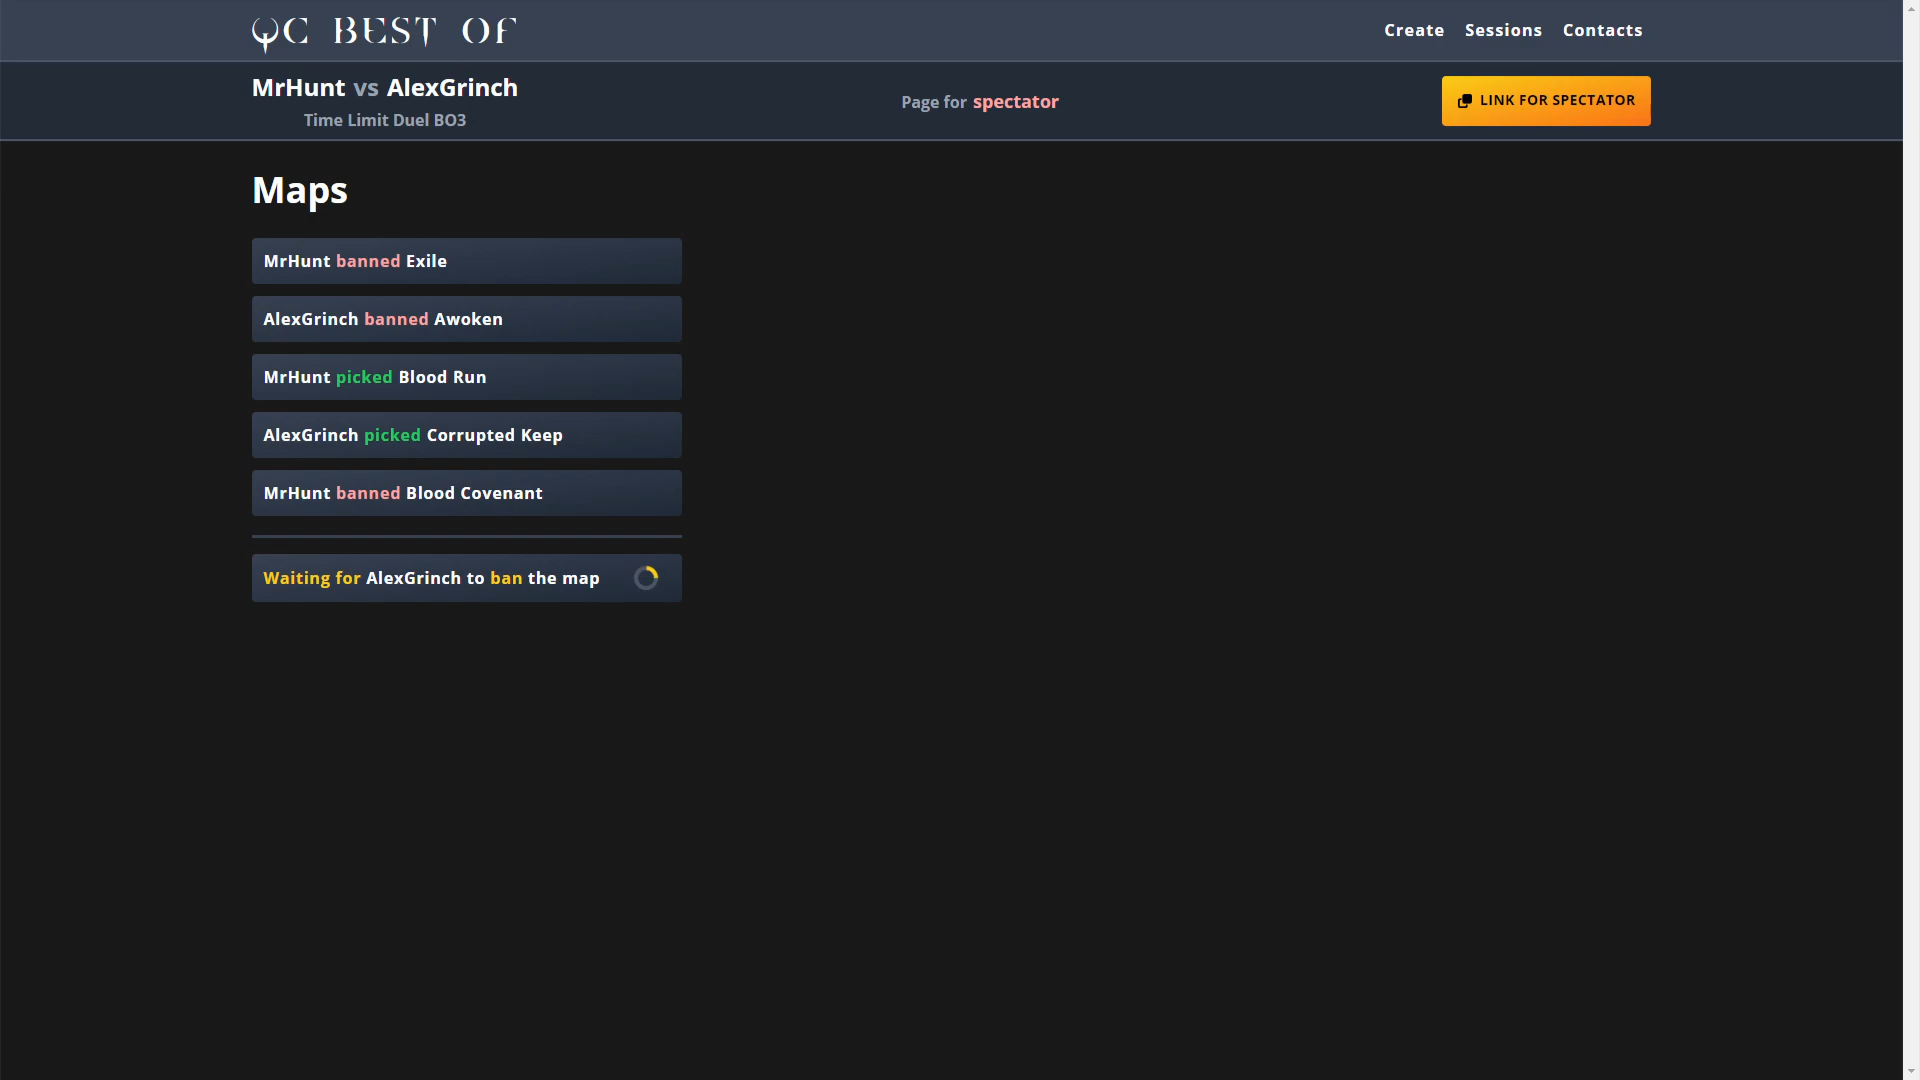 QC BEST OF
Create Sessions Contacts
MrHunt vs AlexGrinch
Time Limit Duel BO3
Page for spectator
LINK FOR SPECTATOR
Maps
MrHunt banned Exile
AlexGrinch banned Awoken
MrHunt picked Blood Run
AlexGrinch picked Corrupted Keep
MrHunt banned Blood Covenant
Waiting for AlexGrinch to ban the map